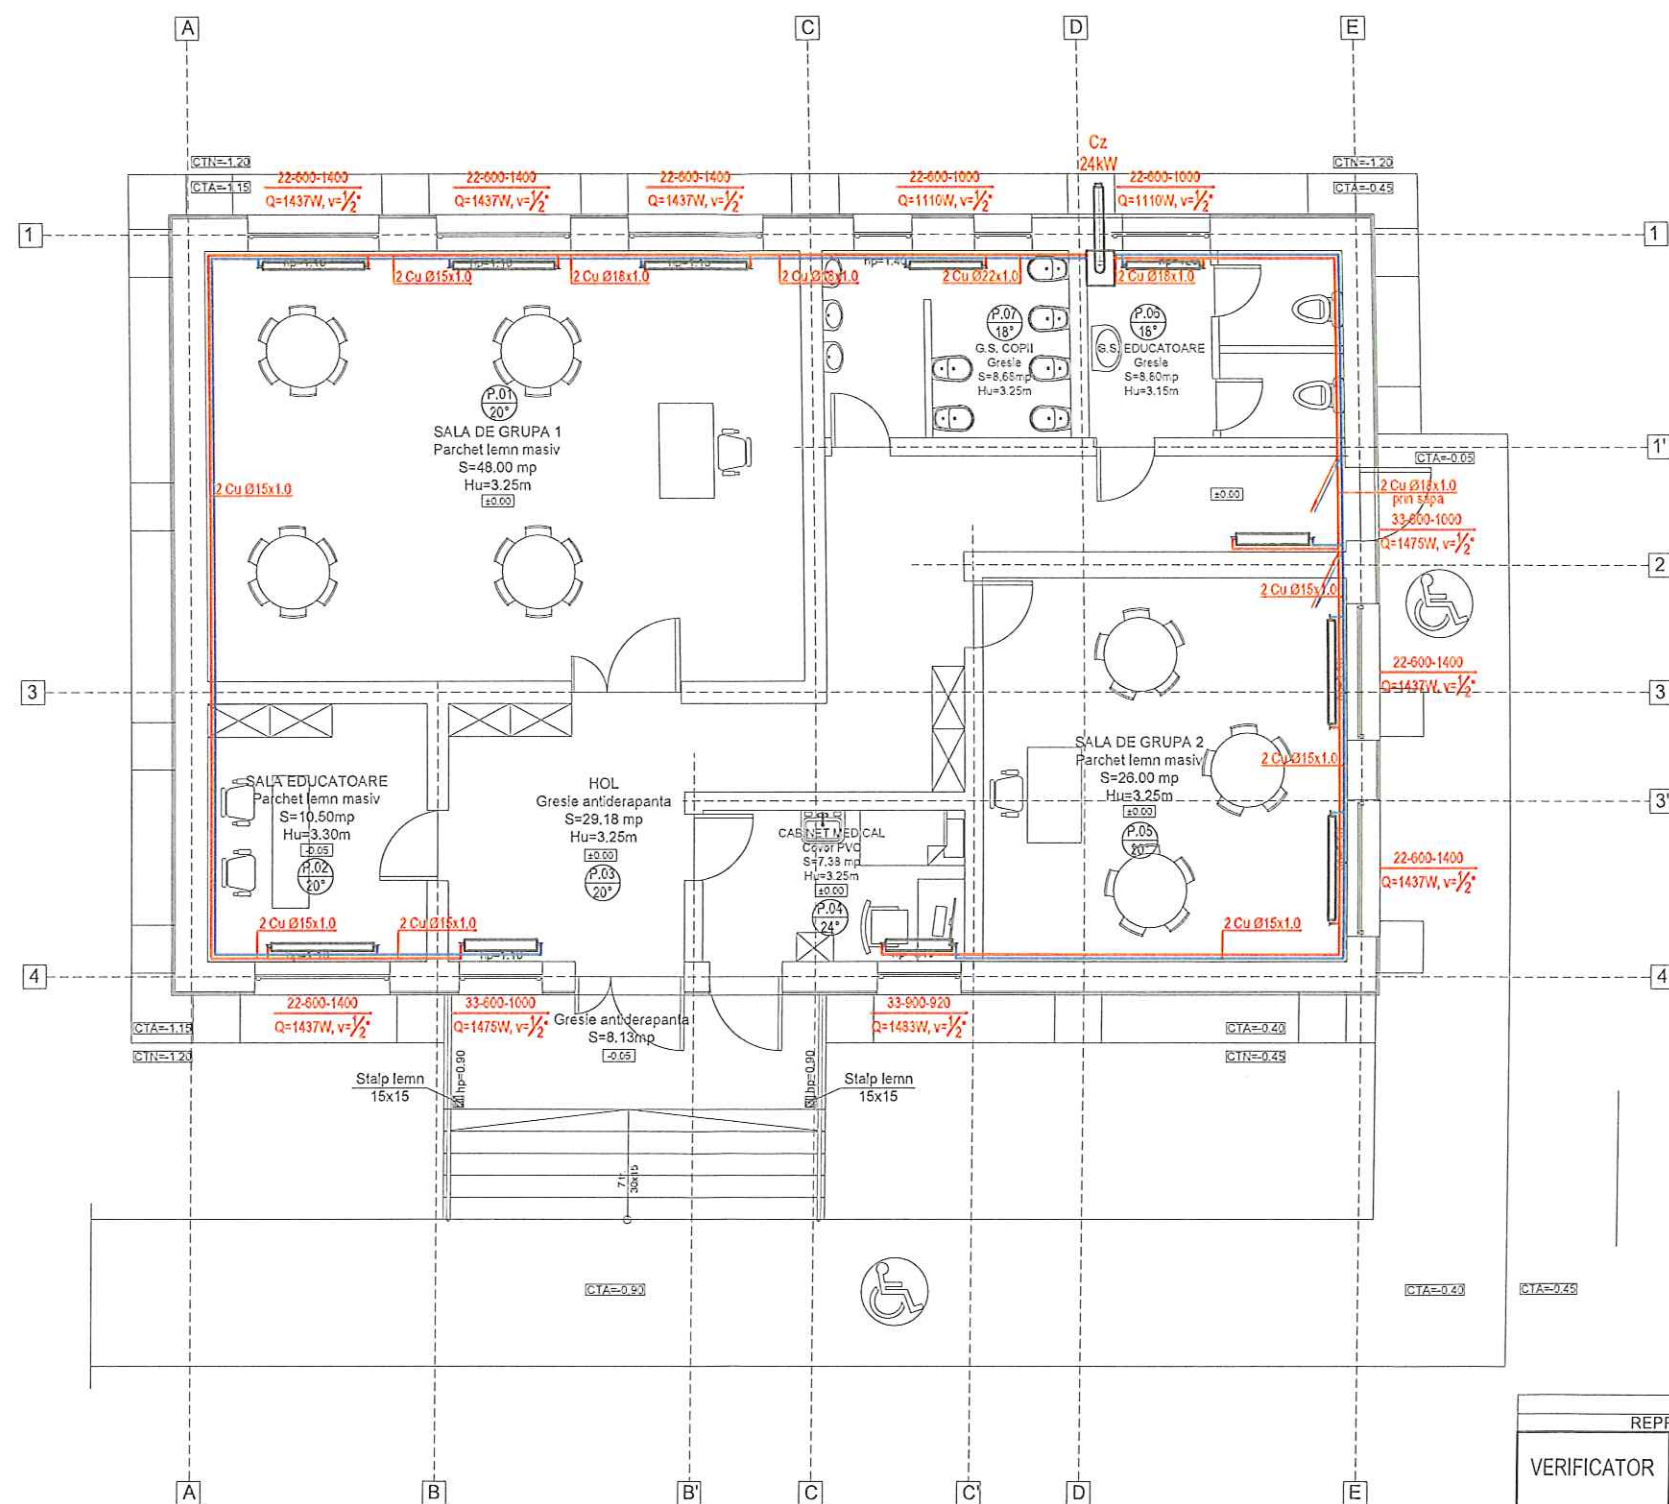 A
C
D
E
Cz
24kW
CTN=-1.20
CTA=-1.15
22-600-1400
Q=1437W, v=½"
22-600-1400
Q=1437W, v=½"
22-600-1400
Q=1437W, v=½"
22-600-1000
Q=1110W, v=½"
22-600-1000
Q=1110W, v=½"
CTN=-1.20
CTA=-0.45
1
1
2 Cu Ø15x1.0
2 Cu Ø18x1.0
2 Cu Ø18x1.0
2 Cu Ø22x1.0
2 Cu Ø18x1.0
P.07
18°
G.S. COPII
Gresie
S=8,65mp
Hu=3.25m
P.06
18°
G.S. EDUCATOARE
Gresie
S=8,80mp
Hu=3.15m
P.01
20°
SALA DE GRUPA 1
Parchet lemn masiv
S=48.00 mp
Hu=3.25m
±0.00
2 Cu Ø15x1.0
1'
CTA=-0.05
±0.00
2 Cu Ø18x1.0
prin sapa
33-600-1000
Q=1475W, v=½"
2
2 Cu Ø15x1.0
22-600-1400
Q=1437W, v=½"
3
3
SALA EDUCATOARE
Parchet lemn masiv
S=10,50mp
Hu=3.30m
-0.05
P.02
20°
HOL
Gresie antiderapanta
S=29,18 mp
Hu=3.25m
±0.00
P.03
20°
CABINET MEDICAL
Covor PVC
S=7,38 mp
Hu=3.25m
±0.00
P.04
24°
SALA DE GRUPA 2
Parchet lemn masiv
S=26.00 mp
Hu=3.25m
±0.00
P.05
20°
2 Cu Ø15x1.0
3'
22-600-1400
Q=1437W, v=½"
2 Cu Ø15x1.0
2 Cu Ø15x1.0
2 Cu Ø15x1.0
4
4
22-600-1400
Q=1437W, v=½"
33-600-1000
Q=1475W, v=½"
33-900-920
Q=1483W, v=½"
Gresie antiderapanta
S=8,13mp
-0.05
CTA=-1.15
CTN=-1.20
CTA=-0.40
CTN=-0.45
hp=0.90
hp=0.90
Stalp lemn
15x15
Stalp lemn
15x15
30x15
CTA=-0.90
CTA=-0.40
CTA=-0.45
VERIFICATOR
A
B
B'
C
C'
D
E